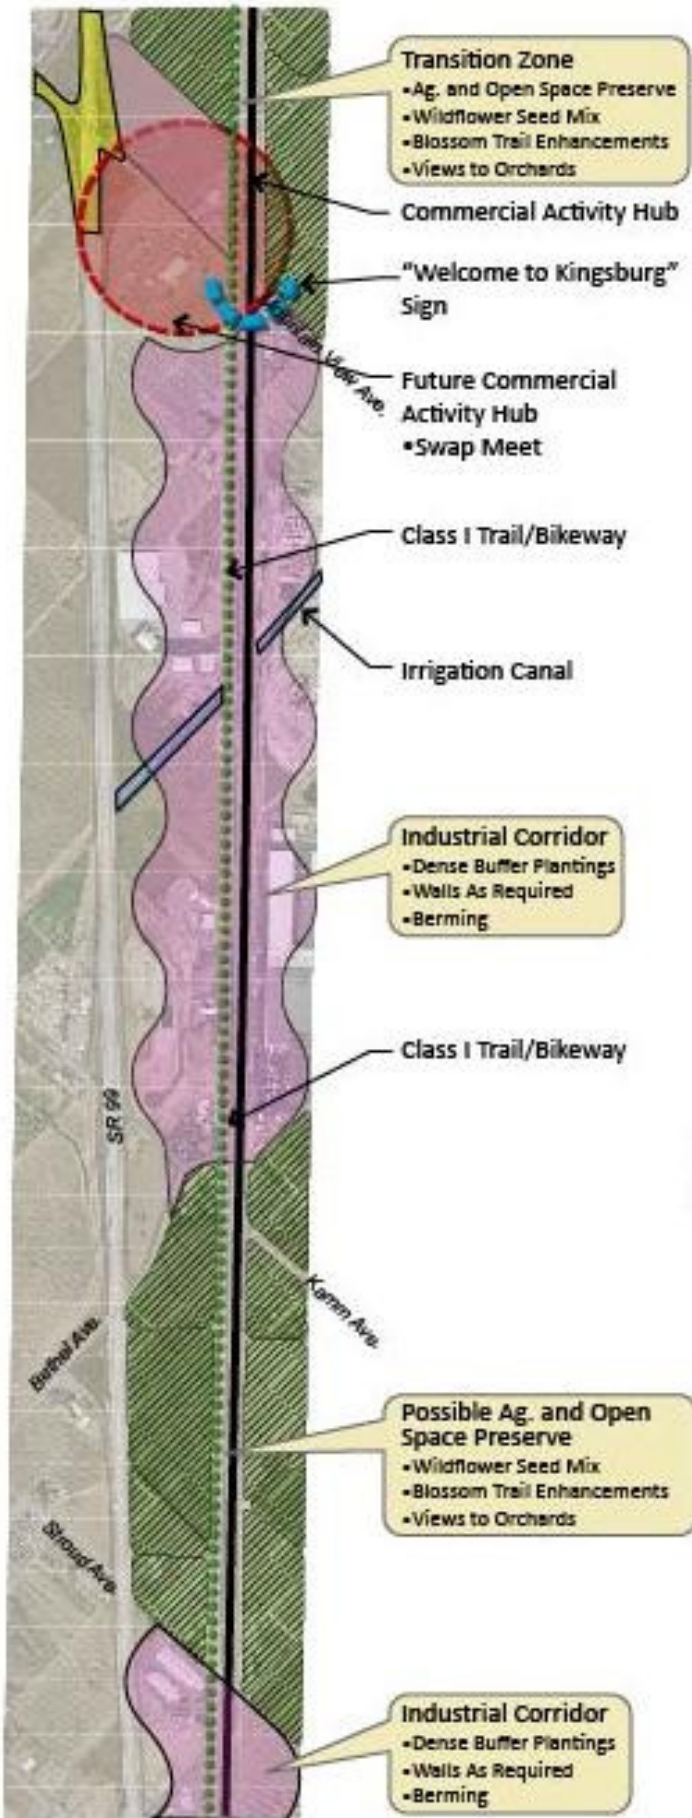 Transition Zone
•Ag. and Open Space Preserve
•Wildflower Seed Mix
•Blossom Trail Enhancements
•Views to Orchards
Commercial Activity Hub
"Welcome to Kingsburg"
Sign
View Ave.
Future Commercial
Activity Hub
•Swap Meet
Class I Trail/Bikeway
Irrigation Canal
Industrial Corridor
•Dense Buffer Plantings
•Walls As Required
•Berming
Class I Trail/Bikeway
SR 99
Kamm Ave.
Bethel Ave.
Possible Ag. and Open
Space Preserve
•Wildflower Seed Mix
•Blossom Trail Enhancements
•Views to Orchards
Stroud Ave.
Industrial Corridor
•Dense Buffer Plantings
•Walls As Required
•Berming